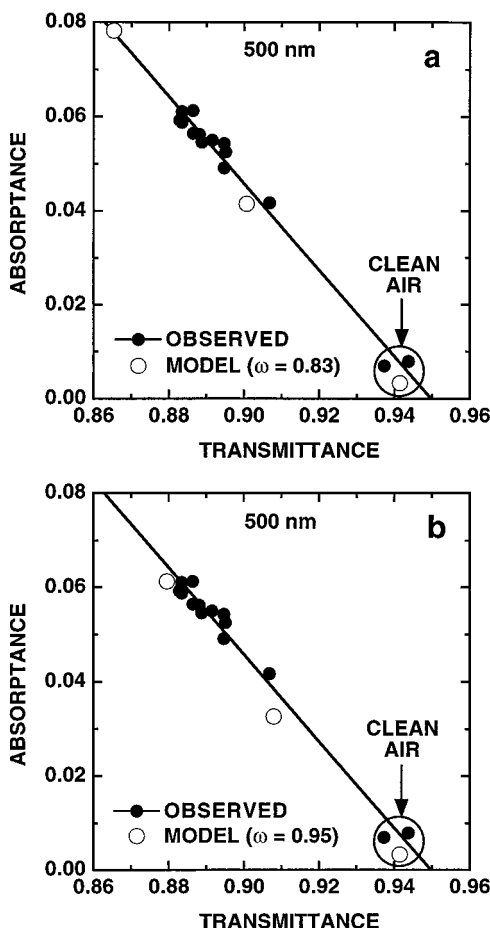 0.08
500 nm
a
0.06
ABSORPTANCE
0.04
CLEAN
AIR
0.02
OBSERVED
MODEL (ω = 0.83)
0.00
0.86 0.88 0.90 0.92 0.94 0.96
TRANSMITTANCE
0.08
500 nm
b
0.06
ABSORPTANCE
0.04
CLEAN
AIR
0.02
OBSERVED
MODEL (ω = 0.95)
0.00
0.86 0.88 0.90 0.92 0.94 0.96
TRANSMITTANCE